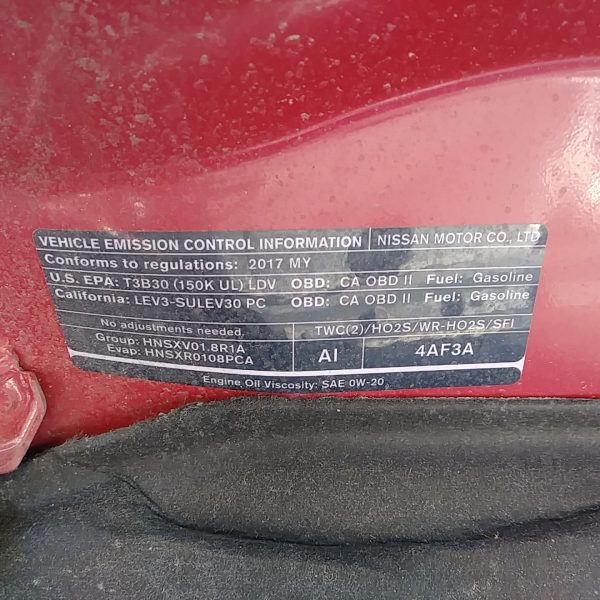 VEHICLE EMISSION CONTROL INFORMATION NISSAN MOTOR CO., LTD
Conforms to regulations: 2017 MY
U.S. EPA: T3B30 (150K UL) LDV OBD: CA OBD II Fuel: Gasoline
California: LEV3-SULEV30 PC OBD: CA OBD II Fuel: Gasoline
No adjustments needed. TWC(2)/HO2S/WR-HO2S/SFI
Group: HNSXV01.8R1A
Evap: HNSXR0108PCA
AI 4AF3A
Engine Oil Viscosity: SAE 0W-20